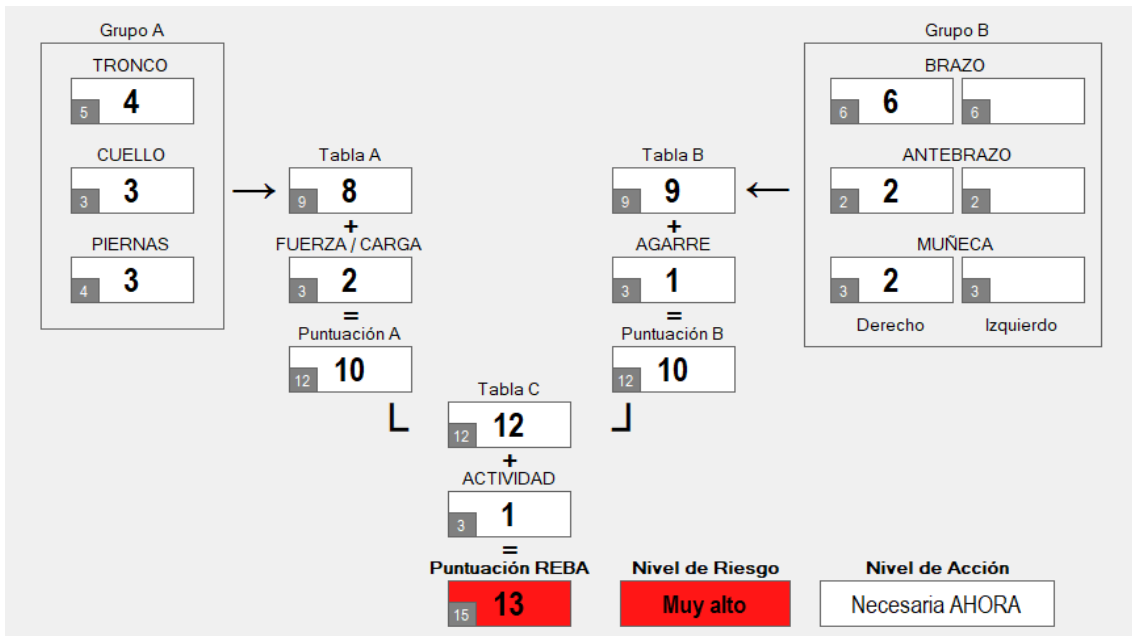 Grupo A
TRONCO
5 4
CUELLO
3 3
PIERNAS
4 3
Tabla A
9 8
+
FUERZA / CARGA
3 2
=
Puntuación A
12 10
Grupo B
BRAZO
6 6 6
ANTEBRAZO
2 2 2
MUÑECA
3 2 3
Derecho Izquierdo
Tabla B
9 9
+
AGARRE
3 1
=
Puntuación B
12 10
Tabla C
12 12
+
ACTIVIDAD
3 1
=
Puntuación REBA
15 13
Nivel de Riesgo
Muy alto
Nivel de Acción
Necesaria AHORA